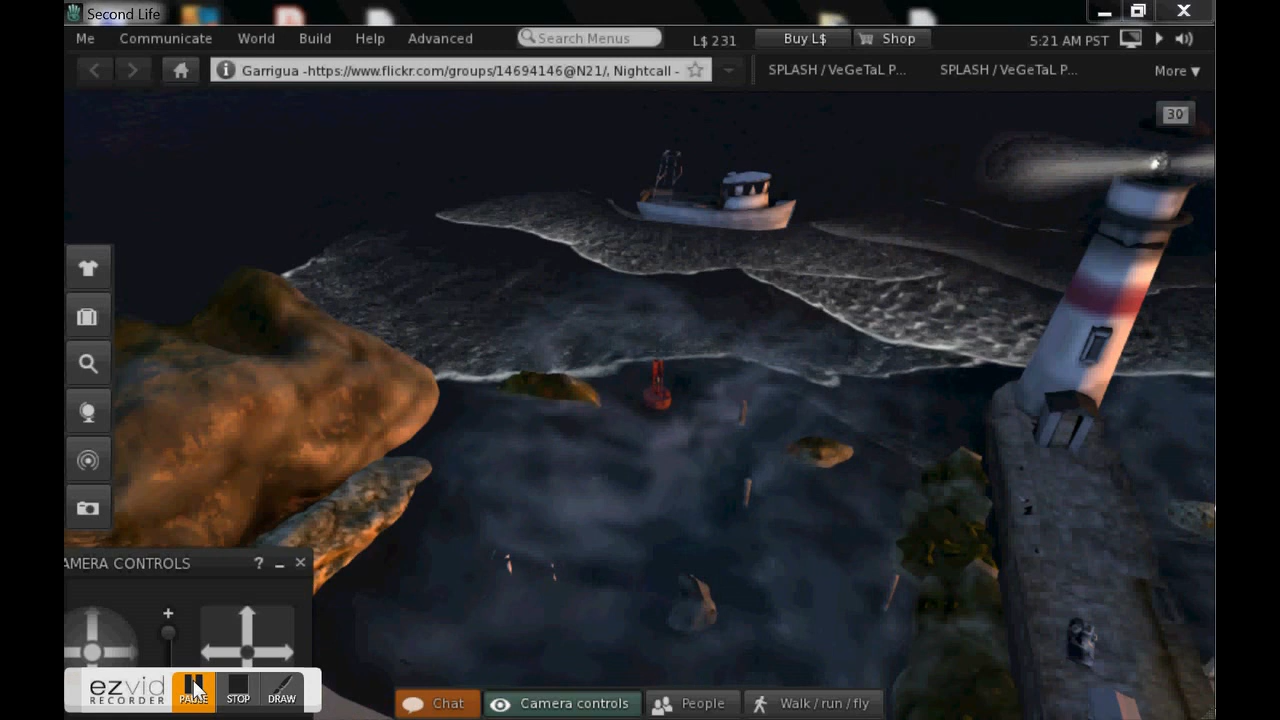 Second Life
Me Communicate World Build Help Advanced Search Menus L$ 231 Buy L$ Shop 5:21 AM PST
Garrigua -https://www.flickr.com/groups/14694146@N21/, Nightcall - SPLASH / VeGeTaL P... SPLASH / VeGeTaL P... More
30
AMERA CONTROLS ? 
ezvid
RECORDER PAUSE STOP DRAW
Chat Camera controls People Walk / run / fly